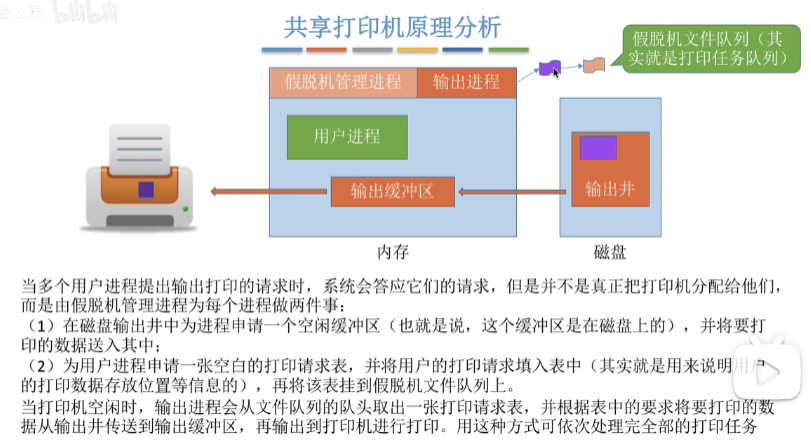 bilibili
共享打印机原理分析
假脱机文件队列（其
实就是打印任务队列）
假脱机管理进程
输出进程
用户进程
输出缓冲区
输出井
内存
磁盘
当多个用户进程提出输出打印的请求时，系统会答应它们的请求，但是并不是真正把打印机分配给他们，
而是由假脱机管理进程为每个进程做两件事：
（1）在磁盘输出井中为进程申请一个空闲缓冲区（也就是说，这个缓冲区是在磁盘上的），并将要打
印的数据送入其中；
（2）为用户进程申请一张空白的打印请求表，并将用户的打印请求填入表中（其实就是用来说明用户
的打印数据存放位置等信息的），再将该表挂到假脱机文件队列上。
当打印机空闲时，输出进程会从文件队列的队头取出一张打印请求表，并根据表中的要求将要打印的数
据从输出井传送到输出缓冲区，再输出到打印机进行打印。用这种方式可依次处理完全部的打印任务